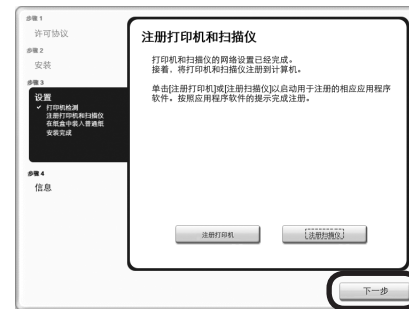 步骤 1
许可协议
步骤 2
安装
步骤 3
设置
✓ 打印机检测
注册打印机和扫描仪
在纸盒中装入普通纸
安装完成
步骤 4
信息
注册打印机和扫描仪
打印机和扫描仪的网络设置已经完成。
接着，将打印机和扫描仪注册到计算机。
单击[注册打印机]或[注册扫描仪]以启动用于注册的相应应用程序
软件。按照应用程序软件的提示完成注册。
注册打印机
注册扫描仪
下一步